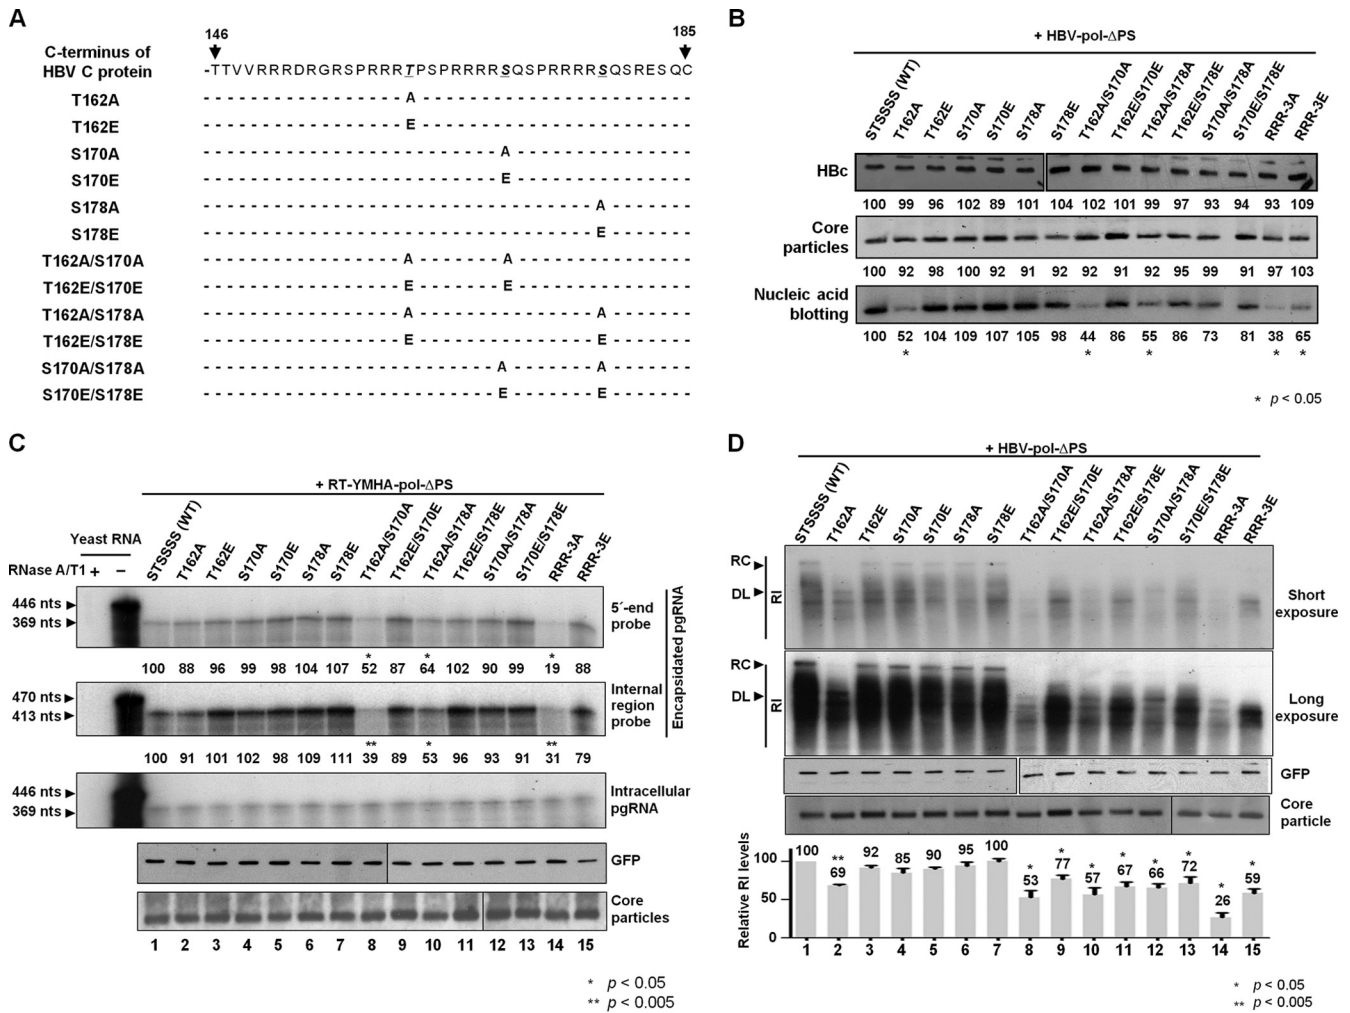 A
146 185
C-terminus of
HBV C protein
-TTVVRRRDRGRSPRRRTPSPRRRRSQSPRRRRSQSRESQC
T162A - - - - - - - - - - - - - - - - - A - - - - - - - - - - - - - - - - - - - - - - -
T162E - - - - - - - - - - - - - - - - - E - - - - - - - - - - - - - - - - - - - - - - -
S170A - - - - - - - - - - - - - - - - - - - - - - - - - A - - - - - - - - - - - - - - -
S170E - - - - - - - - - - - - - - - - - - - - - - - - - E - - - - - - - - - - - - - - -
S178A - - - - - - - - - - - - - - - - - - - - - - - - - - - - - - - - - A - - - - - - -
S178E - - - - - - - - - - - - - - - - - - - - - - - - - - - - - - - - - E - - - - - - -
T162A/S170A - - - - - - - - - - - - - - - - - A - - - - - - - A - - - - - - - - - - - - - - -
T162E/S170E - - - - - - - - - - - - - - - - - E - - - - - - - E - - - - - - - - - - - - - - -
T162A/S178A - - - - - - - - - - - - - - - - - A - - - - - - - - - - - - - - - A - - - - - - -
T162E/S178E - - - - - - - - - - - - - - - - - E - - - - - - - - - - - - - - - E - - - - - - -
S170A/S178A - - - - - - - - - - - - - - - - - - - - - - - - - A - - - - - - - A - - - - - - -
S170E/S178E - - - - - - - - - - - - - - - - - - - - - - - - - E - - - - - - - E - - - - - - -
B
+ HBV-pol-ΔPS
STSSSS (WT) T162A T162E S170A S170E S178A S178E T162A/S170A T162E/S170E T162A/S178A T162E/S178E S170A/S178A S170E/S178E RRR-3A RRR-3E
HBc
100 99 96 102 89 101 104 102 101 99 97 93 94 93 109
Core
particles
100 92 98 100 92 91 92 92 91 92 95 99 91 97 103
Nucleic acid
blotting
100 52 104 109 107 105 98 44 86 55 86 73 81 38 65
* * * * *
* p < 0.05
C
+ RT-YMHA-pol-ΔPS
Yeast RNA
RNase A/T1 + −
STSSSS (WT) T162A T162E S170A S170E S178A S178E T162A/S170A T162E/S170E T162A/S178A T162E/S178E S170A/S178A S170E/S178E RRR-3A RRR-3E
446 nts
369 nts
5´-end
probe
* * *
100 88 96 99 98 104 107 52 87 64 102 90 99 19 88
470 nts
413 nts
Internal
region
probe
Encapsidated pgRNA
** * **
100 91 101 102 98 109 111 39 89 53 96 93 91 31 79
446 nts
369 nts
Intracellular
pgRNA
GFP
Core
particles
1 2 3 4 5 6 7 8 9 10 11 12 13 14 15
* p < 0.05
** p < 0.005
D
+ HBV-pol-ΔPS
STSSSS (WT) T162A T162E S170A S170E S178A S178E T162A/S170A T162E/S170E T162A/S178A T162E/S178E S170A/S178A S170E/S178E RRR-3A RRR-3E
RC
DL
RI
Short
exposure
RC
DL
RI
Long
exposure
GFP
Core
particle
Relative RI levels
100
50
0
100 69 92 85 90 95 100 53 77 57 67 66 72 26 59
** * * * * * * * *
1 2 3 4 5 6 7 8 9 10 11 12 13 14 15
* p < 0.05
** p < 0.005